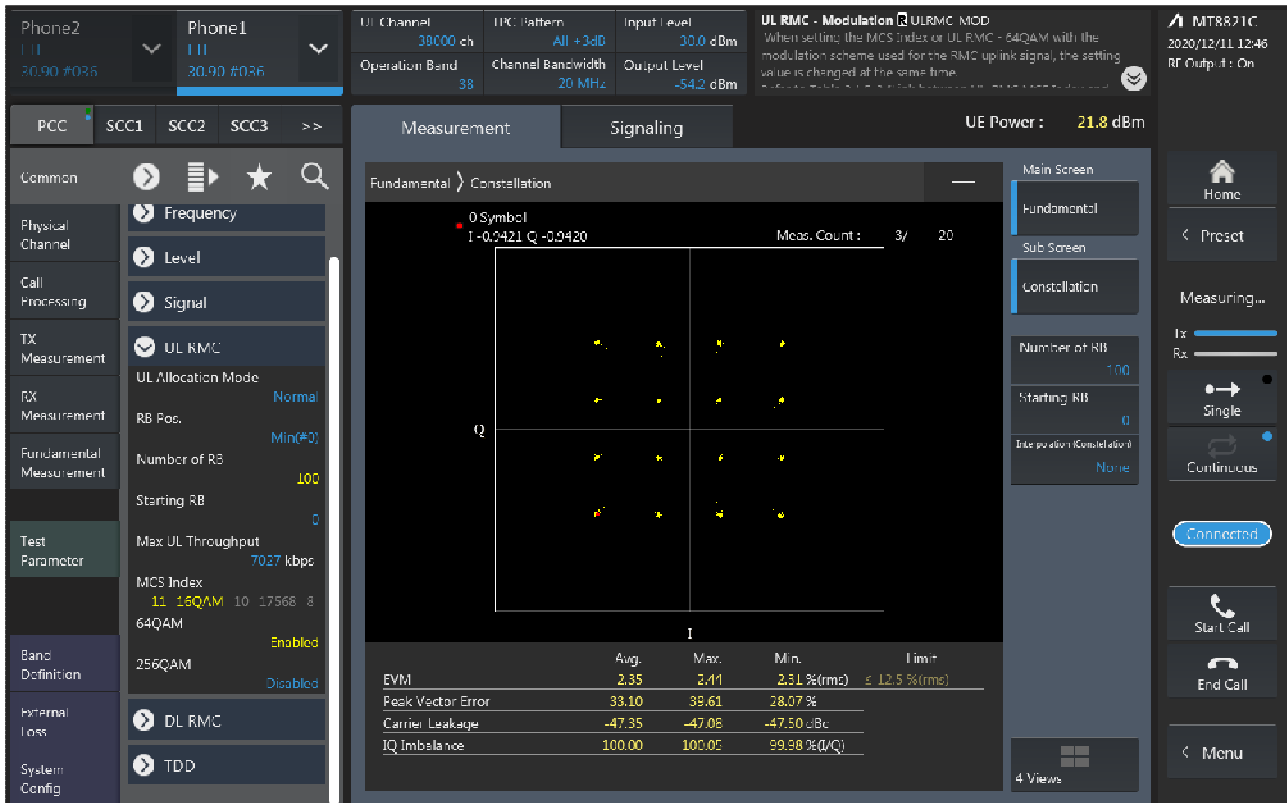 Phone2
LTE
30.90 #036
Phone1
LTE
30.90 #036
UL Channel
38000 ch
Operation Band
38
TPC Pattern
All +3dB
Channel Bandwidth
20 MHz
Input Level
30.0 dBm
Output Level
-54.2 dBm
UL RMC - Modulation R ULRMC_MOD
When setting the MCS Index or UL RMC - 64QAM with the
modulation scheme used for the RMC uplink signal, the setting
value is changed at the same time.
MT8821C
2020/12/11 12:46
RF Output : On
PCC
SCC1
SCC2
SCC3
>>
Measurement
Signaling
UE Power :
21.8 dBm
Common
Physical
Channel
Call
Processing
TX
Measurement
RX
Measurement
Fundamental
Measurement
Test
Parameter
Band
Definition
External
Loss
System
Config
Frequency
Level
Signal
UL RMC
UL Allocation Mode
Normal
RB Pos.
Min(#0)
Number of RB
100
Starting RB
0
Max UL Throughput
7027 kbps
MCS Index
11 16QAM 10 17568 8
64QAM
Enabled
256QAM
Disabled
DL RMC
TDD
Fundamental 〉 Constellation
0 Symbol
I -0.9421 Q -0.9420
Meas. Count : 3/ 20
Q
I
Avg. Max. Min. Limit
EVM 2.35 2.44 2.31 %(rms) ≤ 12.5 %(rms)
Peak Vector Error 33.10 39.61 28.07 %
Carrier Leakage -47.35 -47.08 -47.50 dBc
IQ Imbalance 100.00 100.05 99.98 %(I/Q)
Main Screen
Fundamental
Sub Screen
Constellation
Number of RB
100
Starting RB
0
Interpolation (Constellation)
None
4 Views
Home
< Preset
Measuring...
Tx
Rx
Single
Continuous
Connected
Start Call
End Call
< Menu